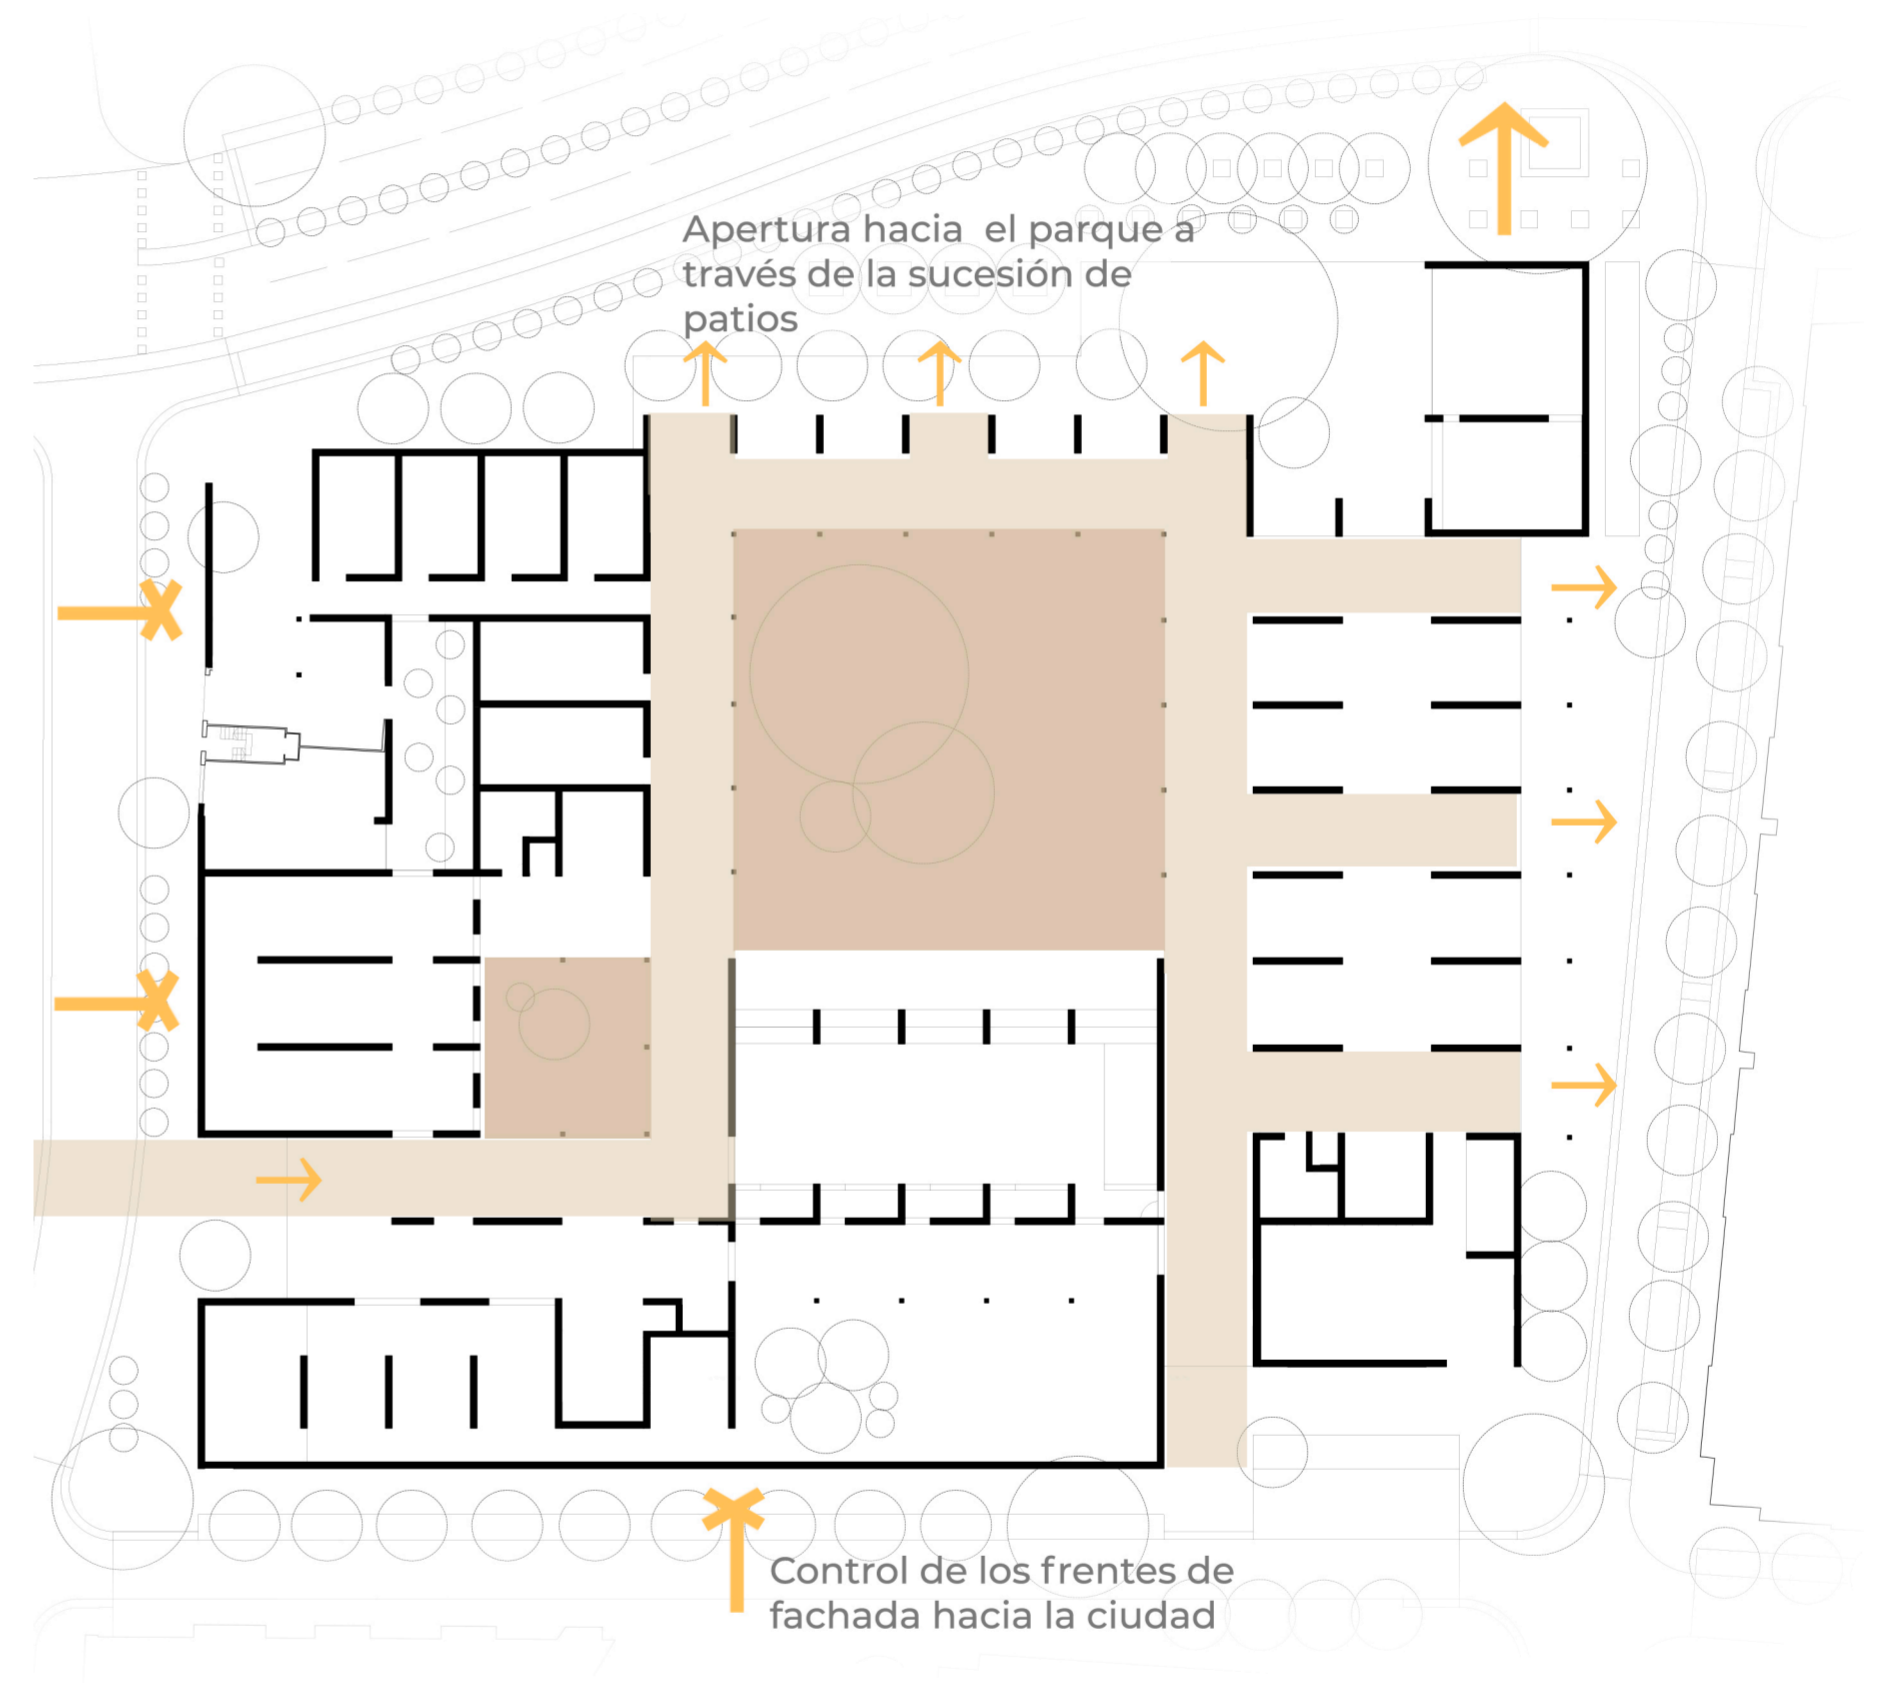 Apertura hacia el parque a
través de la sucesión de
patios
Control de los frentes de
fachada hacia la ciudad